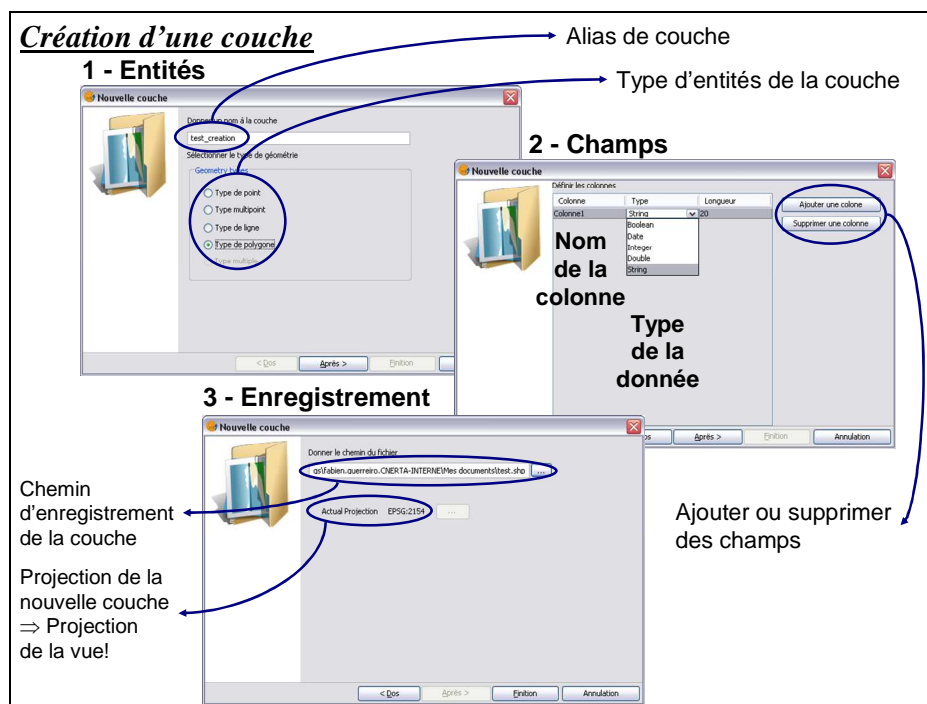 Création d'une couche
Alias de couche
1 - Entités
Type d'entités de la couche
Nouvelle couche
Donner un nom à la couche
test_creation
Sélectionner le type de géométrie
Geometry types
Type de point
Type multipoint
Type de ligne
Type de polygone
Type multiple
< Dos
Après >
Finition
2 - Champs
Nouvelle couche
Définir les colonnes
Colonne Type Longueur
Colonne1 String 20
Boolean
Date
Integer
Double
String
Ajouter une colone
Supprimer une colonne
Nom
de la
colonne
Type
de la
donnée
Après >
Finition
Annulation
3 - Enregistrement
Nouvelle couche
Donner le chemin du fichier
gs\fabien.guerreiro.CNERTA-INTERNE\Mes documents\test.shp ...
Actual Projection EPSG:2154 ...
< Dos
Après >
Finition
Annulation
Chemin
d'enregistrement
de la couche
Projection de la
nouvelle couche
⇒ Projection
de la vue!
Ajouter ou supprimer
des champs